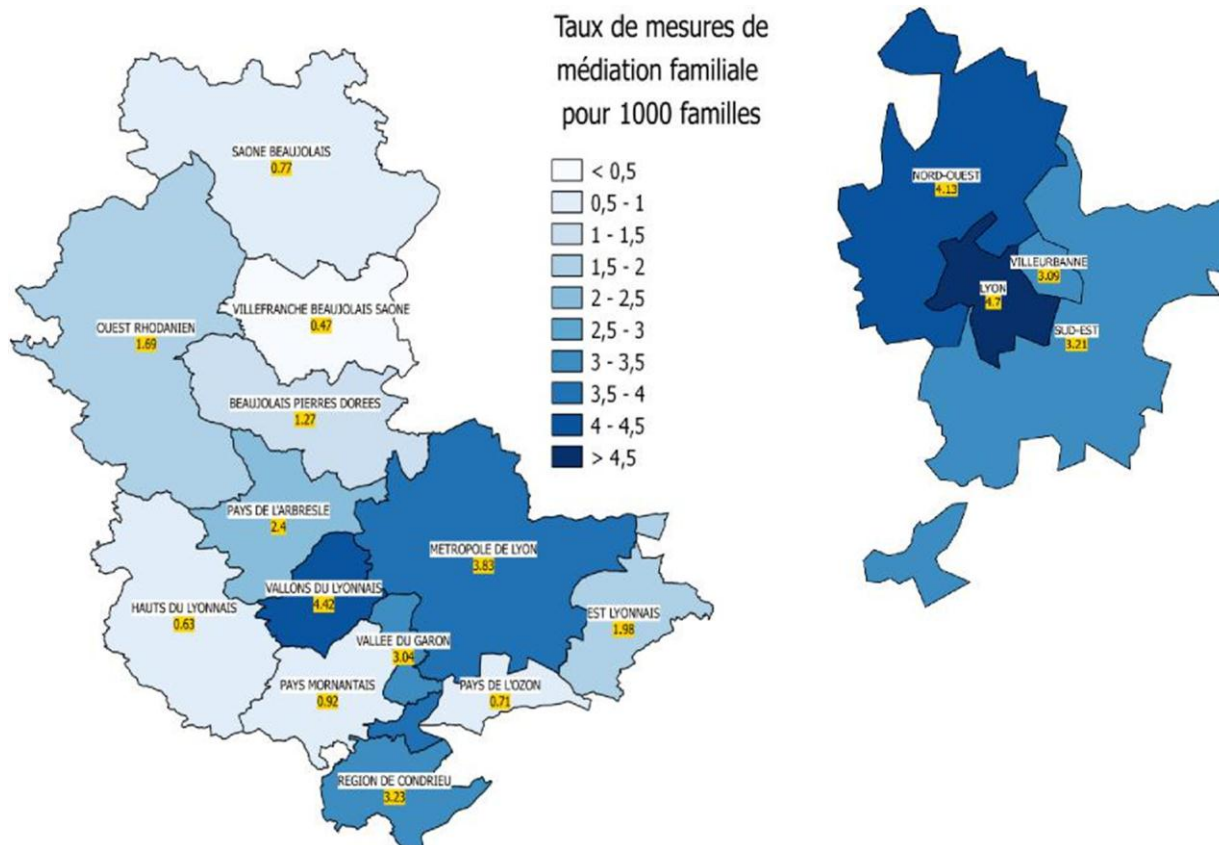 Taux de mesures de
médiation familiale
pour 1000 familles
< 0,5
0,5 - 1
1 - 1,5
1,5 - 2
2 - 2,5
2,5 - 3
3 - 3,5
3,5 - 4
4 - 4,5
> 4,5
SAONE BEAUJOLAIS
0.77
VILLEFRANCHE BEAUJOLAIS SAONE
0.47
OUEST RHODANIEN
1.69
BEAUJOLAIS PIERRES DOREES
1.27
PAYS DE L'ARBRESLE
2.4
METROPOLE DE LYON
3.83
VALLONS DU LYONNAIS
4.42
HAUTS DU LYONNAIS
0.63
EST LYONNAIS
1.98
VALLEE DU GARON
3.04
PAYS MORNANTAIS
0.92
PAYS DE L'OZON
0.71
REGION DE CONDRIEU
3.23
NORD-OUEST
4.13
VILLEURBANNE
3.09
LYON
4.7
SUD-EST
3.21